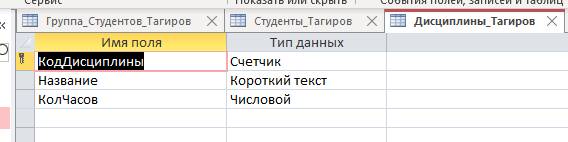 Сервис Показать или скрыть События полей, записей и таблиц
Группа_Студентов_Тагиров Студенты_Тагиров Дисциплины_Тагиров
Имя поля Тип данных
КодДисциплины Счетчик
Название Короткий текст
КолЧасов Числовой